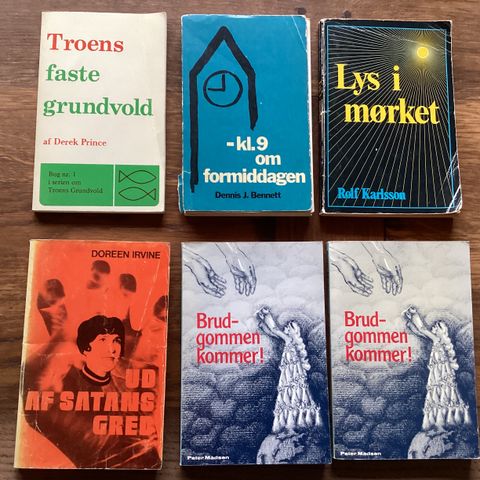 Troens
faste
grundvold
af Derek Prince
Bog nr. 1
i serien om
Troens Grundvold
-kl.9
om
formiddagen
Dennis J. Bennett
Lys i
mørket
Rolf Karlsson
DOREEN IRVINE
UD
AF SATANS
GREB
Brud-
gommen
kommer!
Peter Madsen
Brud-
gommen
kommer!
Peter Madsen